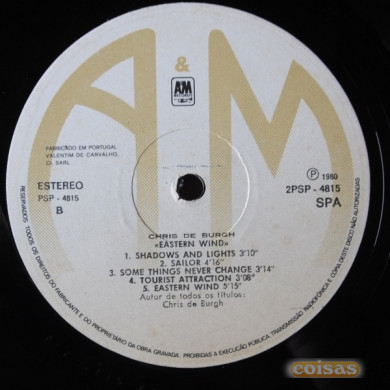 A&M
AM
RECORDS
FABRICADO EM PORTUGAL
VALENTIM DE CARVALHO,
CI. SARL
ESTEREO
PSP - 4815
B
Ⓟ 1980
2PSP - 4815
SPA
CHRIS DE BURGH
«EASTERN WIND»
1. SHADOWS AND LIGHTS 3'10"
2. SAILOR 4'16"
3. SOME THINGS NEVER CHANGE 3'14"
4. TOURIST ATTRACTION 3'08"
5. EASTERN WIND 5'15"
Autor de todos os títulos:
Chris de Burgh
RESERVADOS TODOS OS DIREITOS DO FABRICANTE E DO PROPRIETÁRIO DA OBRA GRAVADA. PROIBIDAS A EXECUÇÃO PÚBLICA, TRANSMISSÃO RADIOFÓNICA E CÓPIA DESTE DISCO NÃO AUTORIZADAS
coisas